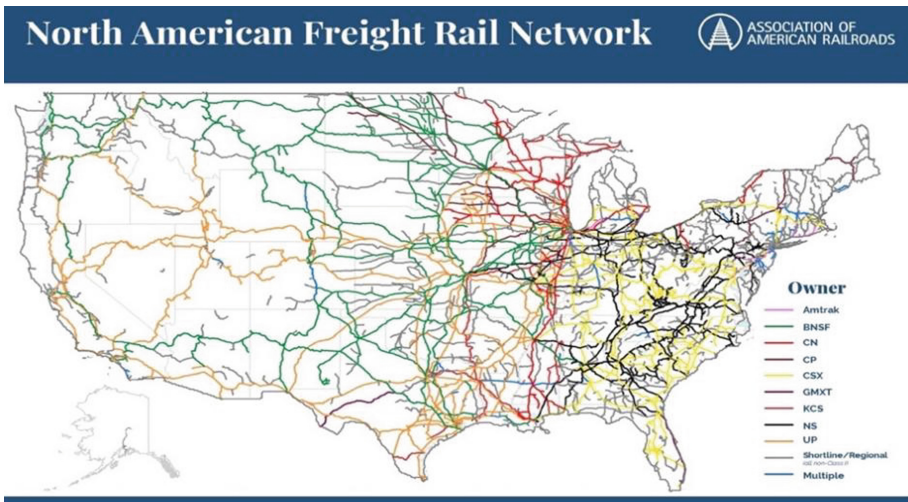 North American Freight Rail Network
ASSOCIATION OF
AMERICAN RAILROADS
Owner
Amtrak
BNSF
CN
CP
CSX
GMXT
KCS
NS
UP
Shortline/Regional
Multiple